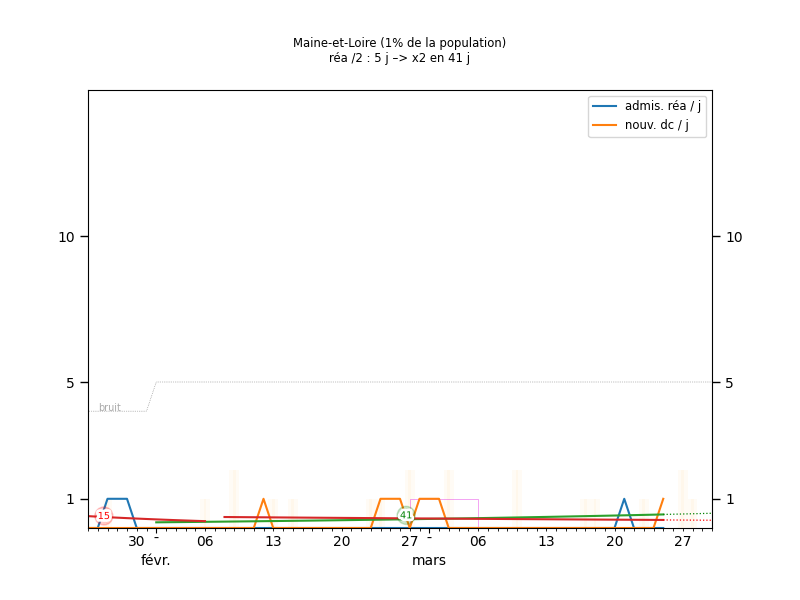 Maine-et-Loire (1% de la population)
réa /2 : 5 j –> x2 en 41 j
admis. réa / j
nouv. dc / j
10 10
5 5
bruit
1 1
15 41
30 - 06 13 20 27 - 06 13 20 27
févr. mars